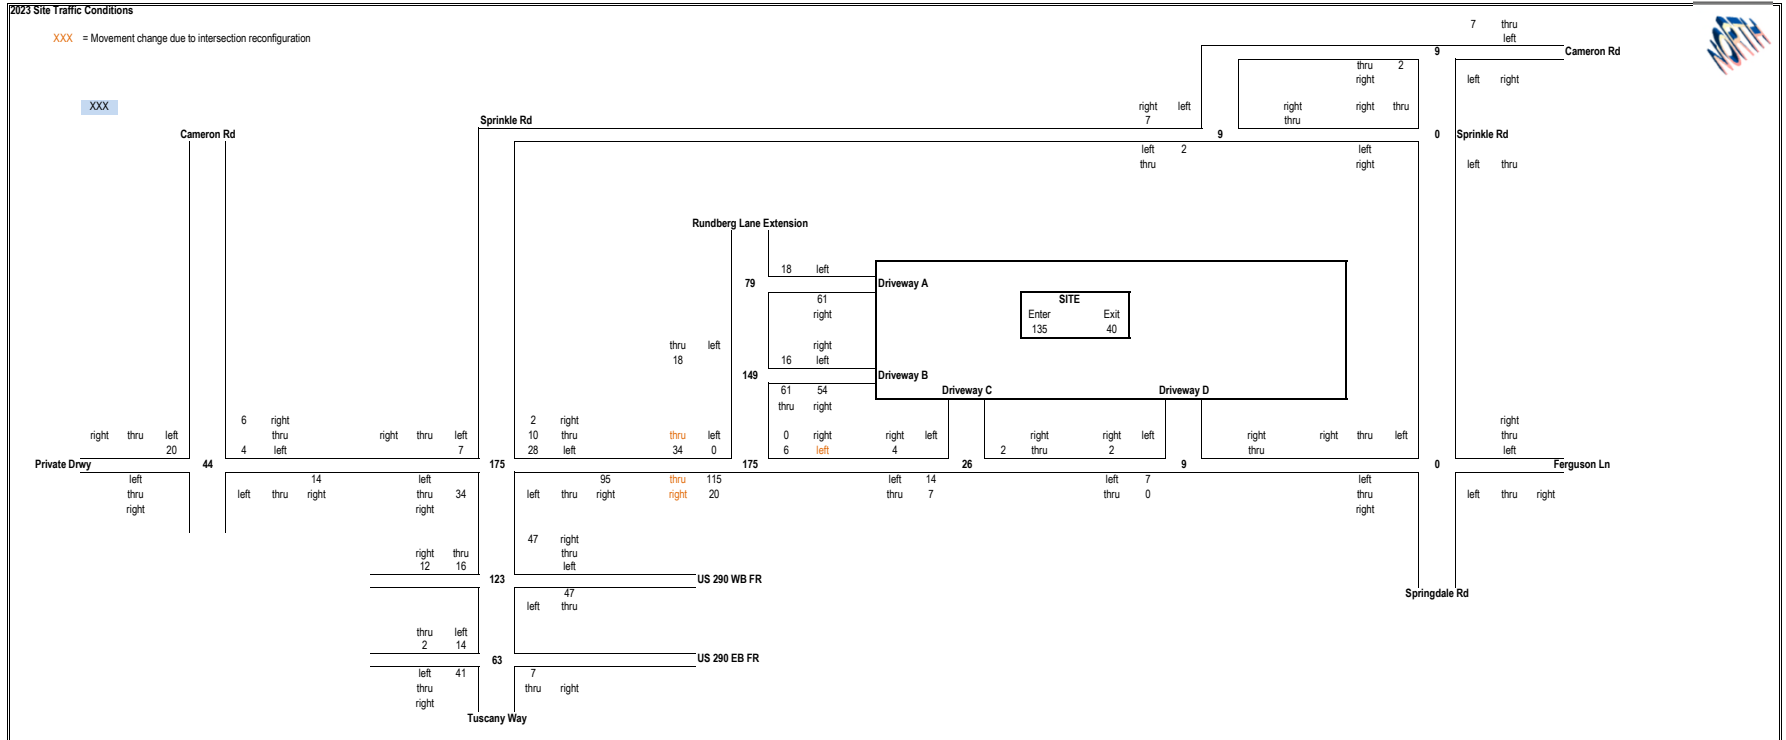 2023 Site Traffic Conditions
XXX = Movement change due to intersection reconfiguration
NORTH
7 thru
left
9 Cameron Rd
thru 2
right left right
XXX
right left right right thru
Sprinkle Rd 7 thru
Cameron Rd 9 0 Sprinkle Rd
left 2 left
thru right left thru
Rundberg Lane Extension
18 left
79 Driveway A
61
right
SITE
Enter Exit
135 40
thru left right
18 16 left
149 Driveway B
61 54 Driveway C Driveway D
thru right
6 right 2 right right
right thru left thru right thru left 10 thru thru left 0 right right left right right left right right thru left thru
20 4 left 7 28 left 34 0 6 left 4 2 thru 2 thru left
Private Drwy 44 175 175 26 9 0 Ferguson Ln
left 14 left 95 thru 115 left 14 left 7 left
thru left thru right thru 34 left thru right right 20 thru 7 thru 0 thru left thru right
right right right
47 right
right thru thru
12 16 left
123 US 290 WB FR
47
left thru
Springdale Rd
thru left
2 14
63 US 290 EB FR
left 41 7
thru thru right
right
Tuscany Way